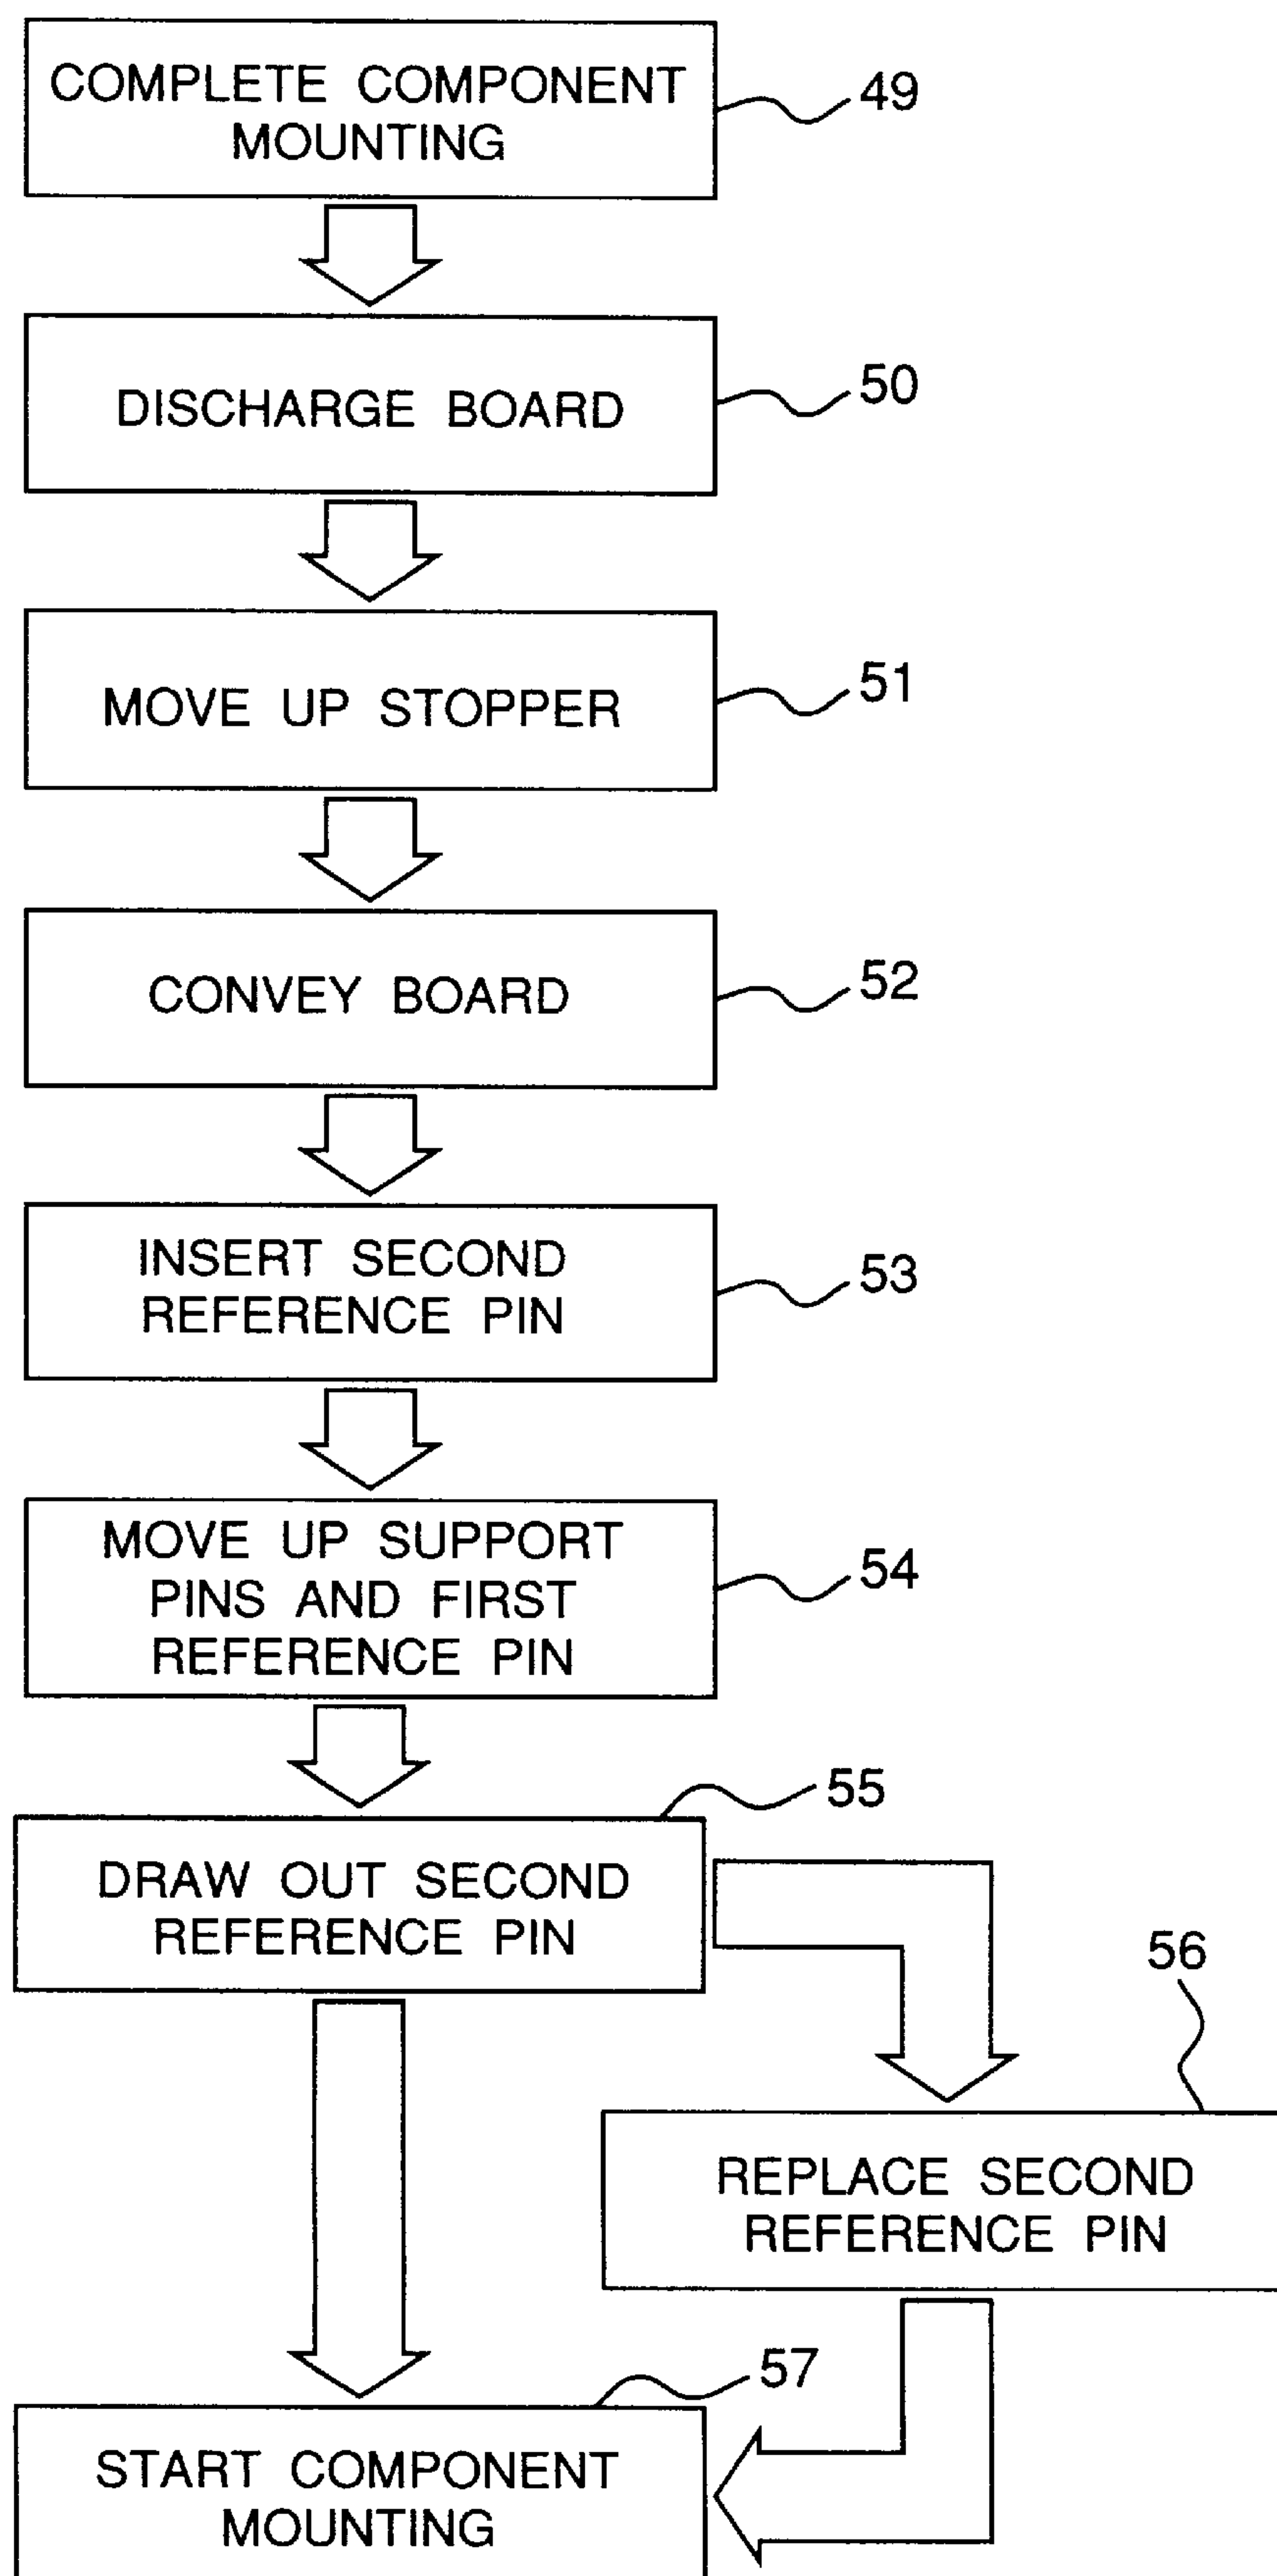 COMPLETE COMPONENT
MOUNTING
49
DISCHARGE BOARD
50
MOVE UP STOPPER
51
CONVEY BOARD
52
INSERT SECOND
REFERENCE PIN
53
MOVE UP SUPPORT
PINS AND FIRST
REFERENCE PIN
54
55
DRAW OUT SECOND
REFERENCE PIN
56
REPLACE SECOND
REFERENCE PIN
57
START COMPONENT
MOUNTING